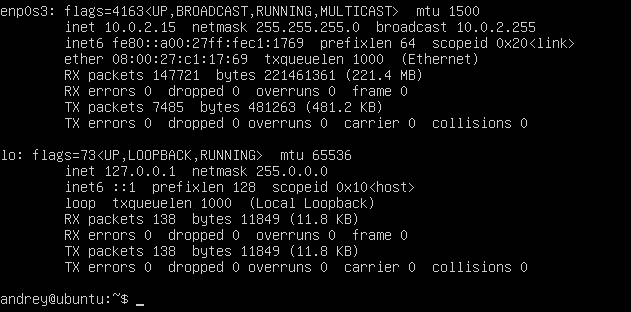 enp0s3: flags=4163<UP,BROADCAST,RUNNING,MULTICAST>  mtu 1500
        inet 10.0.2.15  netmask 255.255.255.0  broadcast 10.0.2.255
        inet6 fe80::a00:27ff:fec1:1769  prefixlen 64  scopeid 0x20<link>
        ether 08:00:27:c1:17:69  txqueuelen 1000  (Ethernet)
        RX packets 147721  bytes 221461361 (221.4 MB)
        RX errors 0  dropped 0  overruns 0  frame 0
        TX packets 7485  bytes 481263 (481.2 KB)
        TX errors 0  dropped 0 overruns 0  carrier 0  collisions 0

lo: flags=73<UP,LOOPBACK,RUNNING>  mtu 65536
        inet 127.0.0.1  netmask 255.0.0.0
        inet6 ::1  prefixlen 128  scopeid 0x10<host>
        loop  txqueuelen 1000  (Local Loopback)
        RX packets 138  bytes 11849 (11.8 KB)
        RX errors 0  dropped 0  overruns 0  frame 0
        TX packets 138  bytes 11849 (11.8 KB)
        TX errors 0  dropped 0 overruns 0  carrier 0  collisions 0

andrey@ubuntu:~$ _